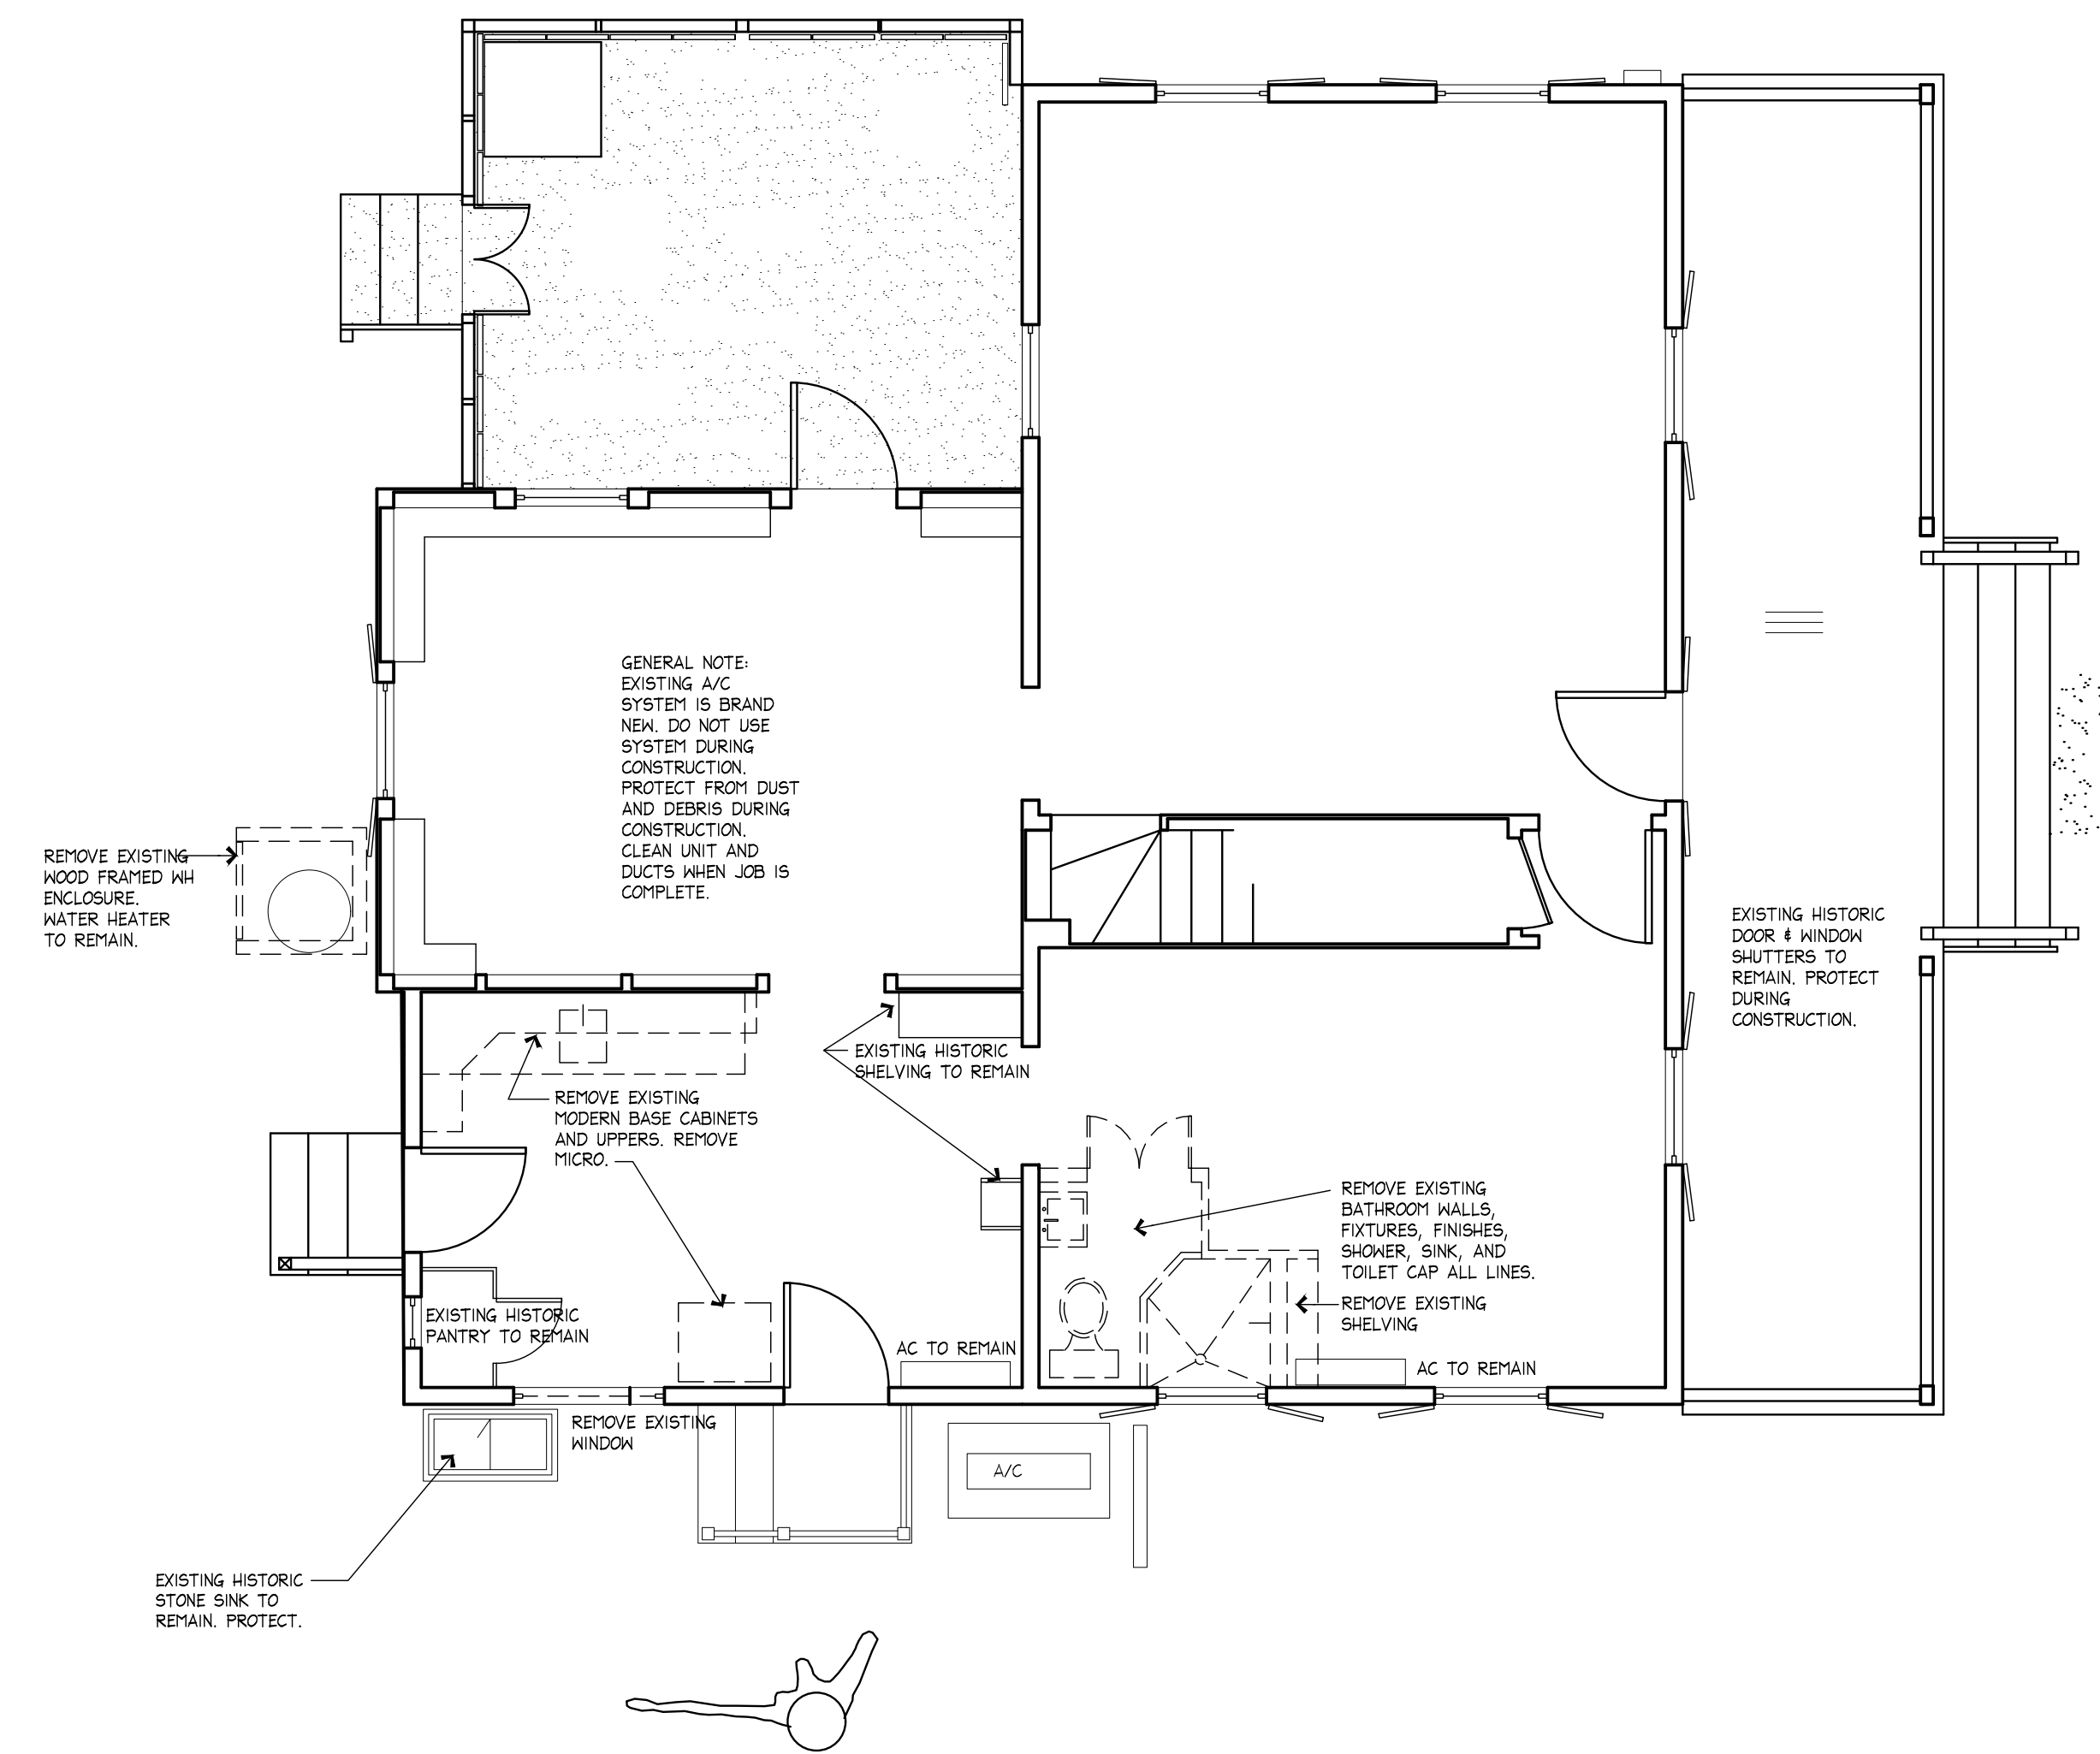 GENERAL NOTE:
EXISTING A/C
SYSTEM IS BRAND
NEW. DO NOT USE
SYSTEM DURING
CONSTRUCTION.
PROTECT FROM DUST
AND DEBRIS DURING
CONSTRUCTION.
CLEAN UNIT AND
DUCTS WHEN JOB IS
COMPLETE.
REMOVE EXISTING
WOOD FRAMED WH
ENCLOSURE.
WATER HEATER
TO REMAIN.
EXISTING HISTORIC
DOOR & WINDOW
SHUTTERS TO
REMAIN. PROTECT
DURING
CONSTRUCTION.
EXISTING HISTORIC
SHELVING TO REMAIN
REMOVE EXISTING
MODERN BASE CABINETS
AND UPPERS. REMOVE
MICRO.
REMOVE EXISTING
BATHROOM WALLS,
FIXTURES, FINISHES,
SHOWER, SINK, AND
TOILET CAP ALL LINES.
REMOVE EXISTING
SHELVING
EXISTING HISTORIC
PANTRY TO REMAIN
AC TO REMAIN
AC TO REMAIN
REMOVE EXISTING
WINDOW
A/C
EXISTING HISTORIC
STONE SINK TO
REMAIN. PROTECT.